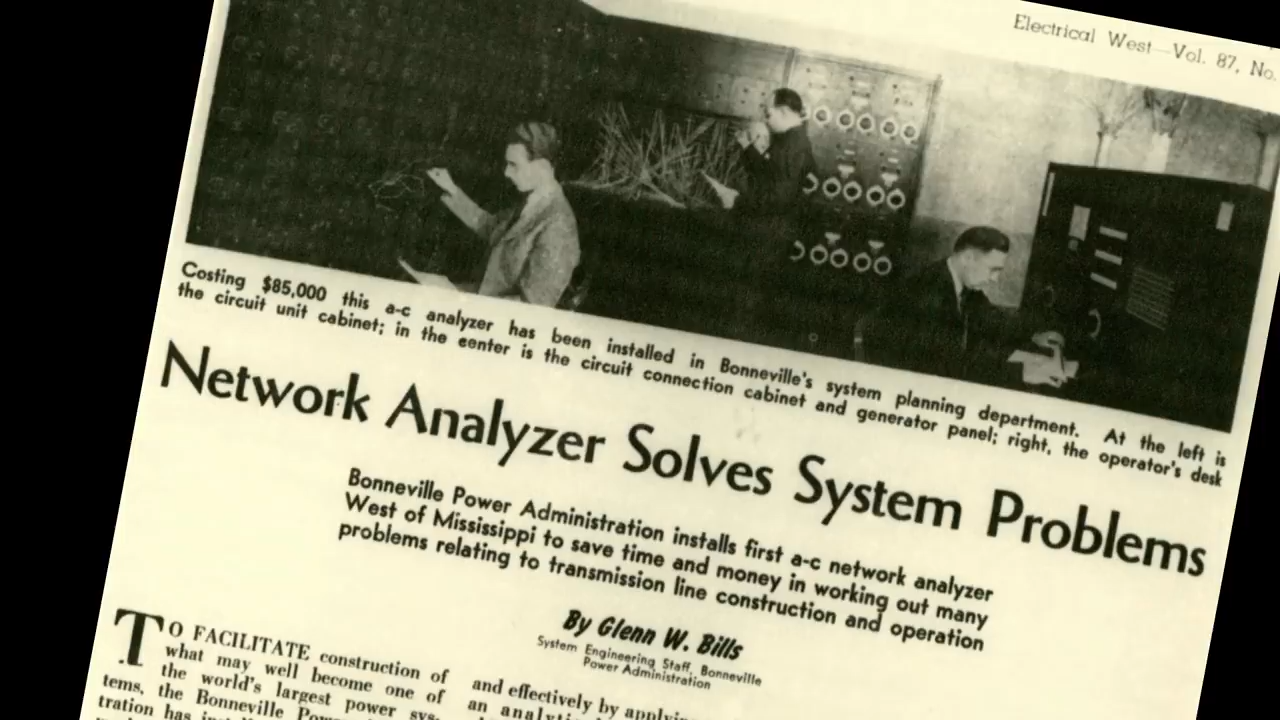 Electrical West—Vol. 87, No.
Costing $85,000 this a-c analyzer has been installed in Bonneville's system planning department. At the left is
the circuit unit cabinet; in the center is the circuit connection cabinet and generator panel; right, the operator's desk
Network Analyzer Solves System Problems
Bonneville Power Administration installs first a-c network analyzer
West of Mississippi to save time and money in working out many
problems relating to transmission line construction and operation
By Glenn W. Bills
System Engineering Staff, Bonneville
Power Administration
TO FACILITATE construction of
what may well become one of
the world's largest power sys-
tems, the Bonneville
tration has
and effectively by
an